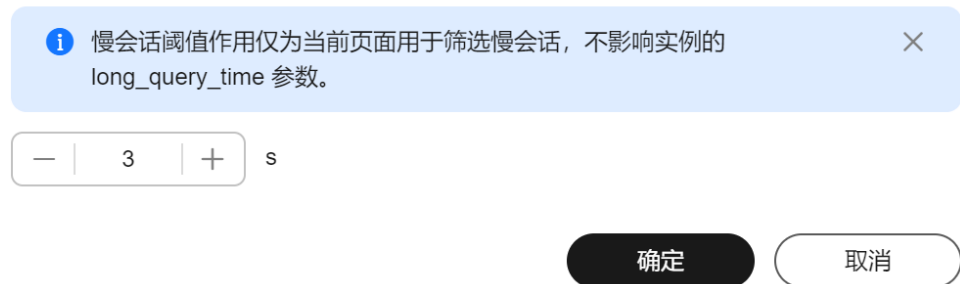 慢会话阈值作用仅为当前页面用于筛选慢会话，不影响实例的
long_query_time 参数。
3 s
确定 取消